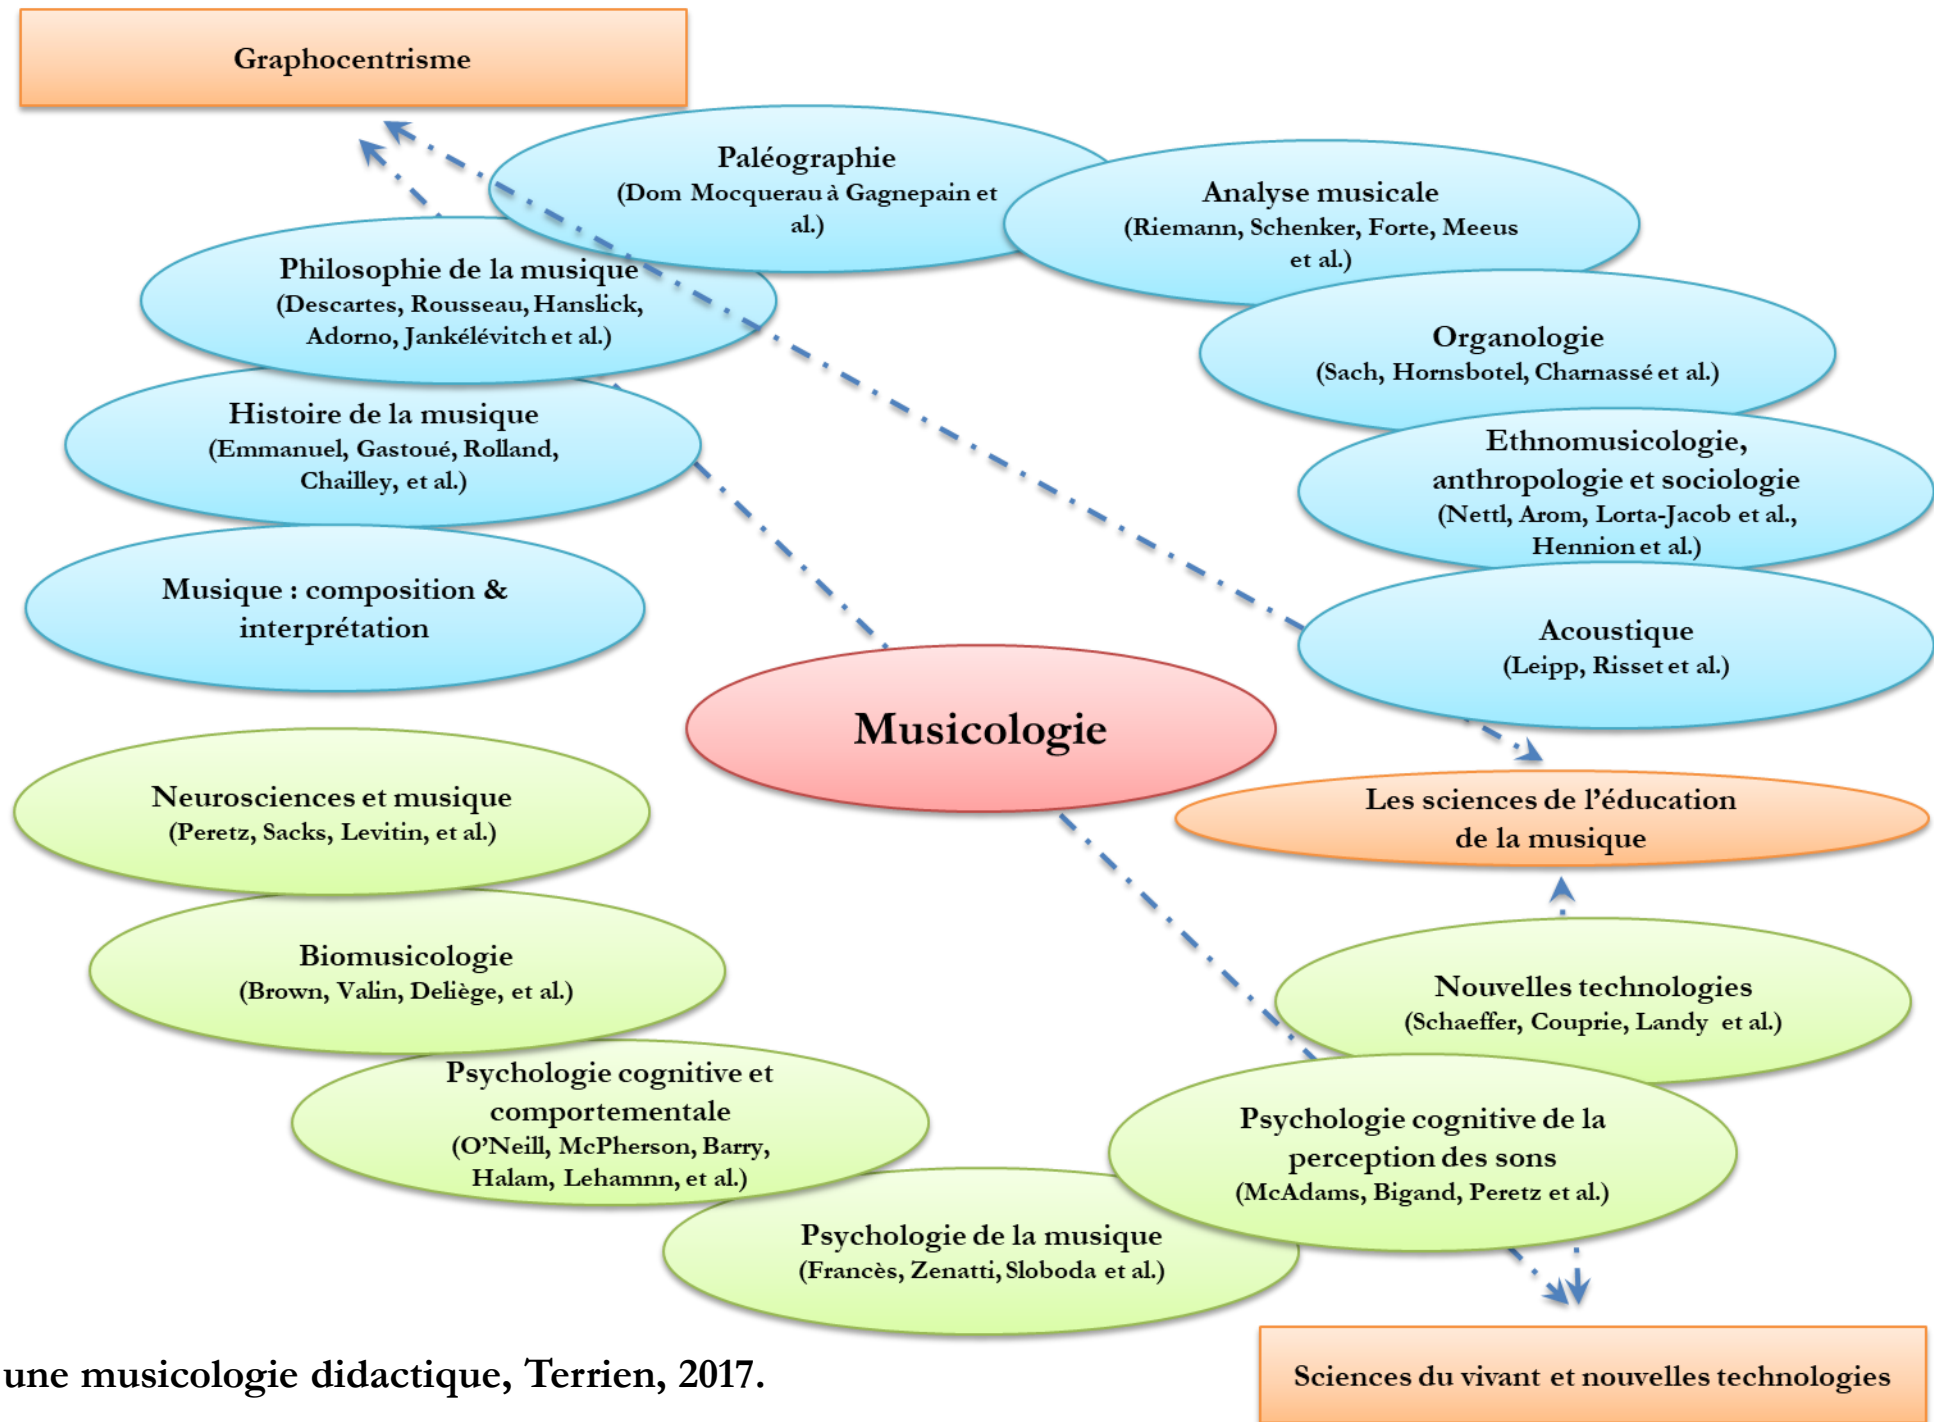 Graphocentrisme
Paléographie
(Dom Mocquerau à Gagnepain et
al.)
Analyse musicale
(Riemann, Schenker, Forte, Meeus
et al.)
Philosophie de la musique
(Descartes, Rousseau, Hanslick,
Adorno, Jankélévitch et al.)
Organologie
(Sach, Hornsbotel, Charnassé et al.)
Histoire de la musique
(Emmanuel, Gastoué, Rolland,
Chailley, et al.)
Ethnomusicologie,
anthropologie et sociologie
(Nettl, Arom, Lorta-Jacob et al.,
Hennion et al.)
Musique : composition &
interprétation
Acoustique
(Leipp, Risset et al.)
Musicologie
Neurosciences et musique
(Peretz, Sacks, Levitin, et al.)
Les sciences de l’éducation
de la musique
Biomusicologie
(Brown, Valin, Deliège, et al.)
Nouvelles technologies
(Schaeffer, Couprie, Landy et al.)
Psychologie cognitive et
comportementale
(O’Neill, McPherson, Barry,
Halam, Lehamnn, et al.)
Psychologie cognitive de la
perception des sons
(McAdams, Bigand, Peretz et al.)
Psychologie de la musique
(Francès, Zenatti, Sloboda et al.)
Sciences du vivant et nouvelles technologies
une musicologie didactique, Terrien, 2017.